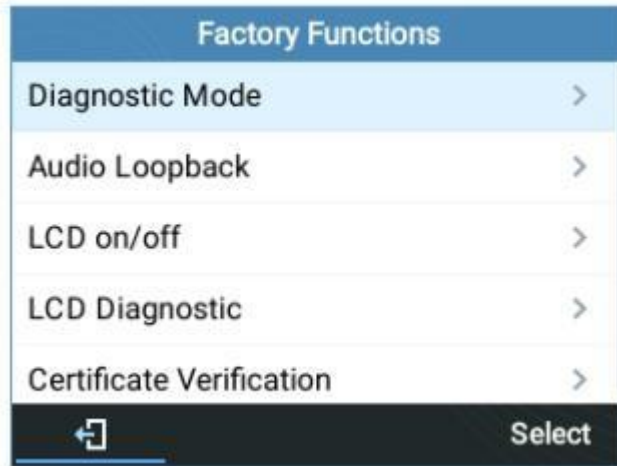 Factory Functions
Diagnostic Mode
Audio Loopback
LCD on/off
LCD Diagnostic
Certificate Verification
Select